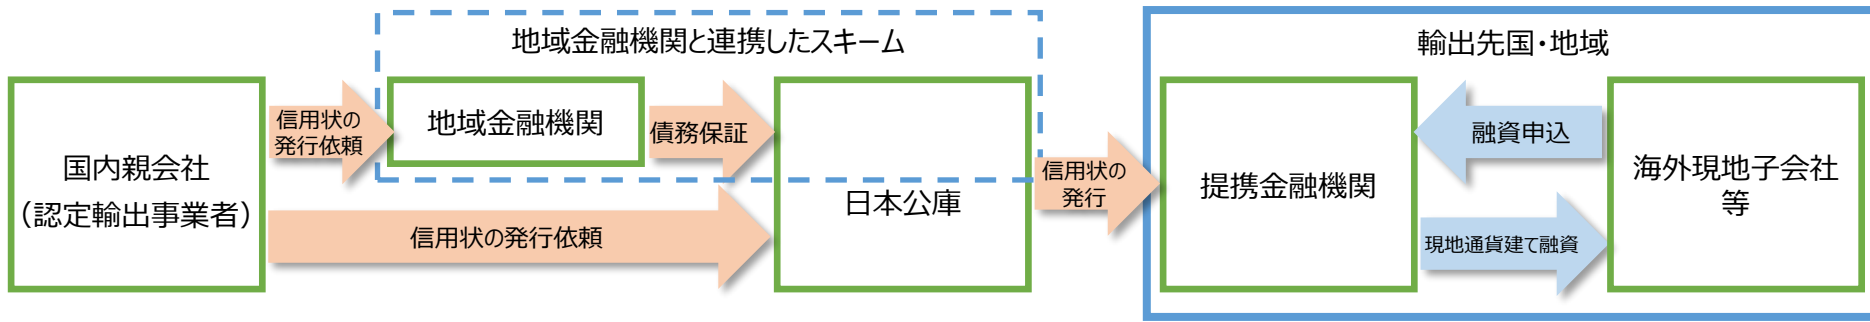 地域金融機関と連携したスキーム
輸出先国・地域
国内親会社
（認定輸出事業者）
信用状の
発行依頼
地域金融機関
債務保証
信用状の発行依頼
日本公庫
信用状の
発行
提携金融機関
融資申込
現地通貨建て融資
海外現地子会社
等